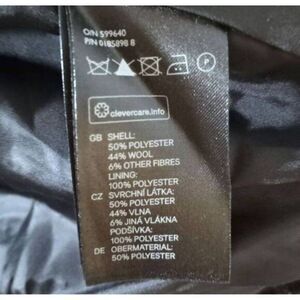 O/N 599640
P/N 0185898 8
clevercare.info
GB SHELL:
50% POLYESTER
44% WOOL
6% OTHER FIBRES
LINING:
100% POLYESTER
CZ SVRCHNÍ LÁTKA:
50% POLYESTER
44% VLNA
6% JINÁ VLÁKNA
PODŠÍVKA:
100% POLYESTER
DE OBERMATERIAL:
50% POLYESTER